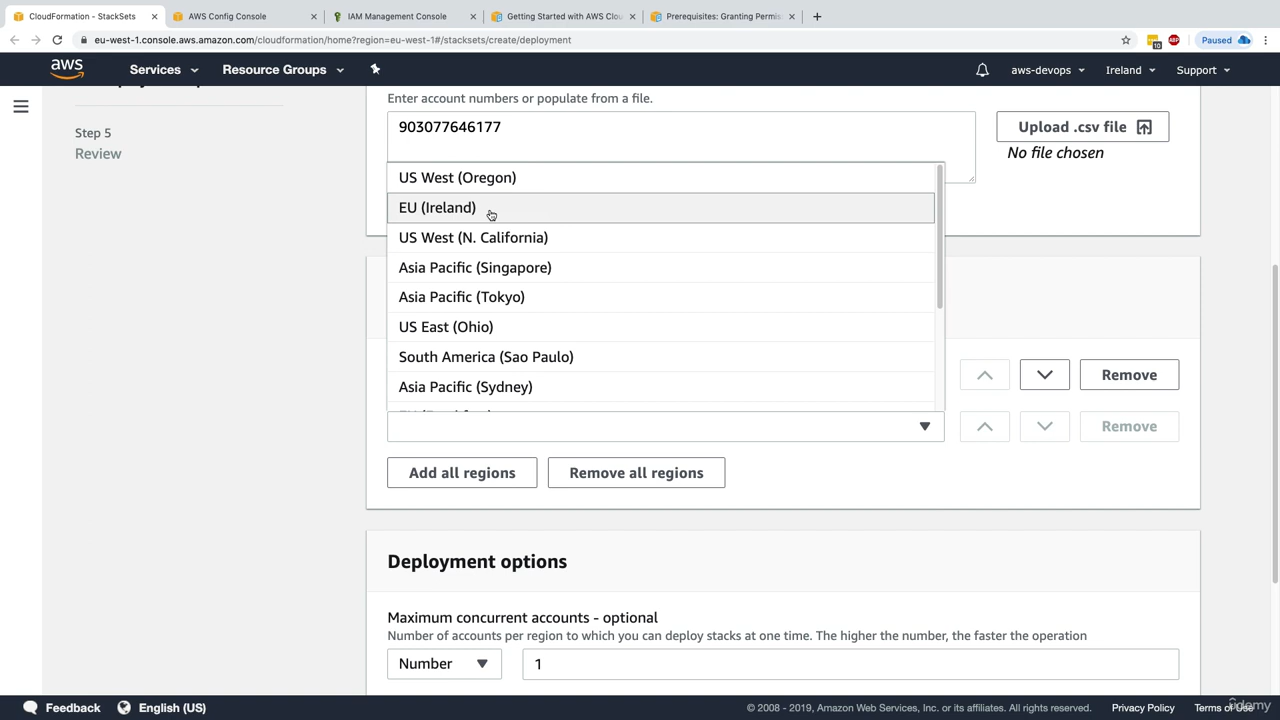 CloudFormation - StackSets
AWS Config Console
IAM Management Console
Getting Started with AWS Clou
Prerequisites: Granting Permis
eu-west-1.console.aws.amazon.com/cloudformation/home?region=eu-west-1#/stacksets/create/deployment
10
ABP
Paused
aws
Services
Resource Groups
aws-devops
Ireland
Support
Step 5
Review
Enter account numbers or populate from a file.
903077646177
Upload .csv file
No file chosen
US West (Oregon)
EU (Ireland)
US West (N. California)
Asia Pacific (Singapore)
Asia Pacific (Tokyo)
US East (Ohio)
South America (Sao Paulo)
Asia Pacific (Sydney)
Remove
Remove
Add all regions
Remove all regions
Deployment options
Maximum concurrent accounts - optional
Number of accounts per region to which you can deploy stacks at one time. The higher the number, the faster the operation
Number
1
Feedback
English (US)
© 2008 - 2019, Amazon Web Services, Inc. or its affiliates. All rights reserved.
Privacy Policy
Terms of Use
ûdemy